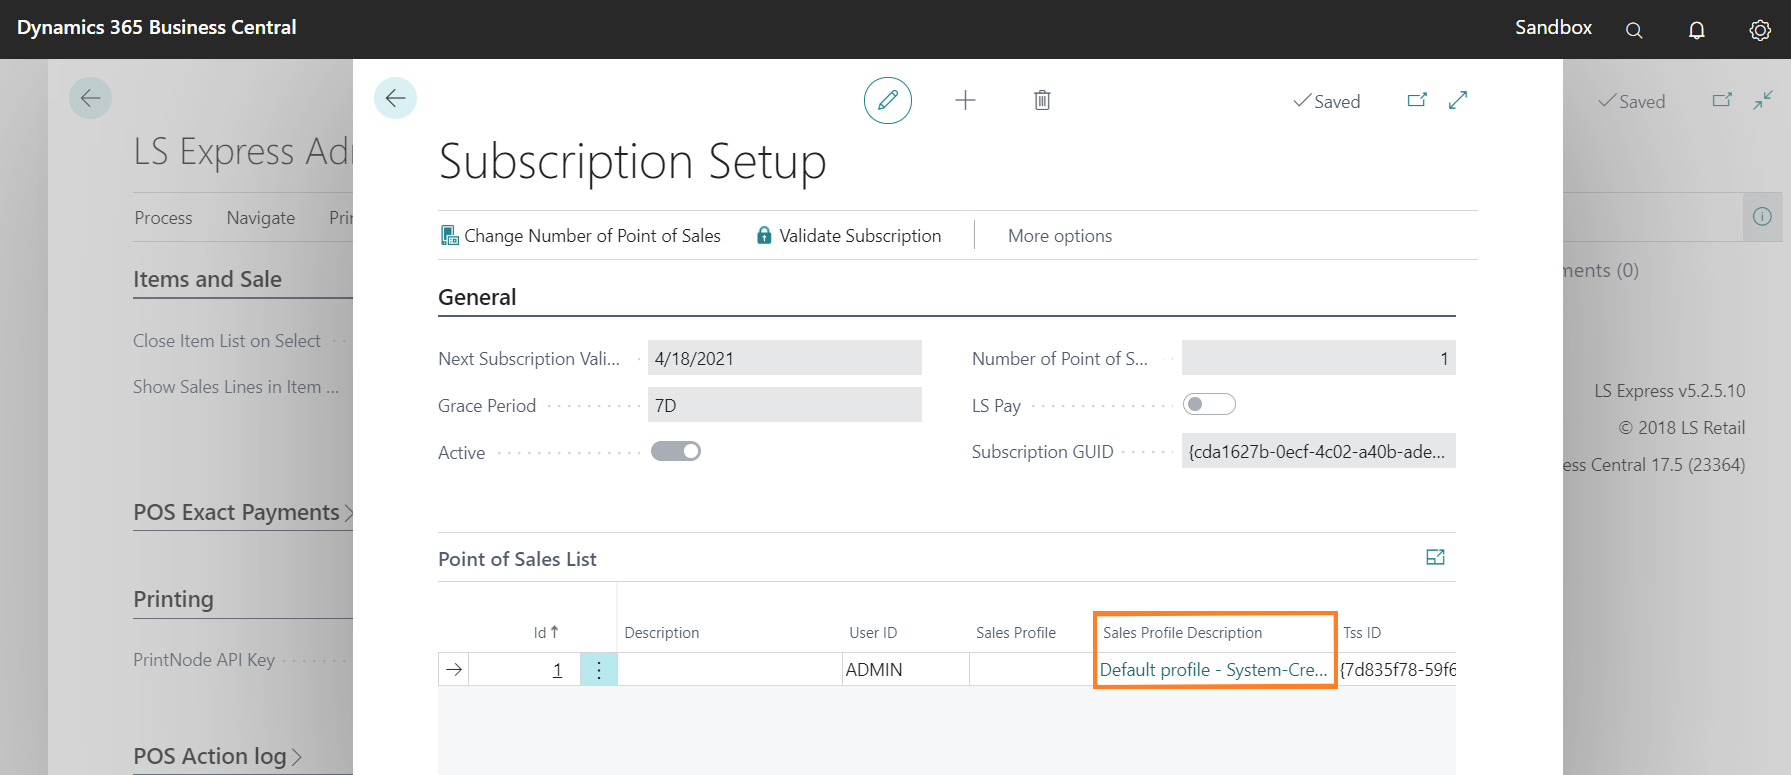 Dynamics 365 Business Central
Sandbox
Saved
Saved
LS Express Adm
Subscription Setup
Process Navigate Prin
Change Number of Point of Sales Validate Subscription More options
Items and Sale
ments (0)
General
Close Item List on Select
Next Subscription Vali... 4/18/2021 Number of Point of S... 1
Show Sales Lines in Item ...
LS Express v5.2.5.10
Grace Period 7D LS Pay
© 2018 LS Retail
Active Subscription GUID {cda1627b-0ecf-4c02-a40b-ade...
ess Central 17.5 (23364)
POS Exact Payments
Point of Sales List
Printing
Id Description User ID Sales Profile Sales Profile Description Tss ID
PrintNode API Key
1 ADMIN Default profile - System-Cre... {7d835f78-59f6
POS Action log